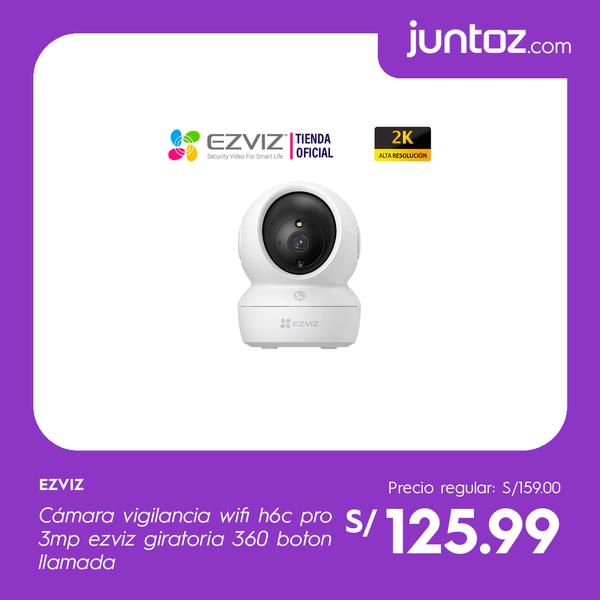 juntoz.com
EZVIZ™ TIENDA OFICIAL
Security Video For Smart Life
2K
ALTA RESOLUCIÓN
EZVIZ
EZVIZ
Precio regular: S/159.00
Cámara vigilancia wifi h6c pro
3mp ezviz giratoria 360 boton
llamada
S/125.99